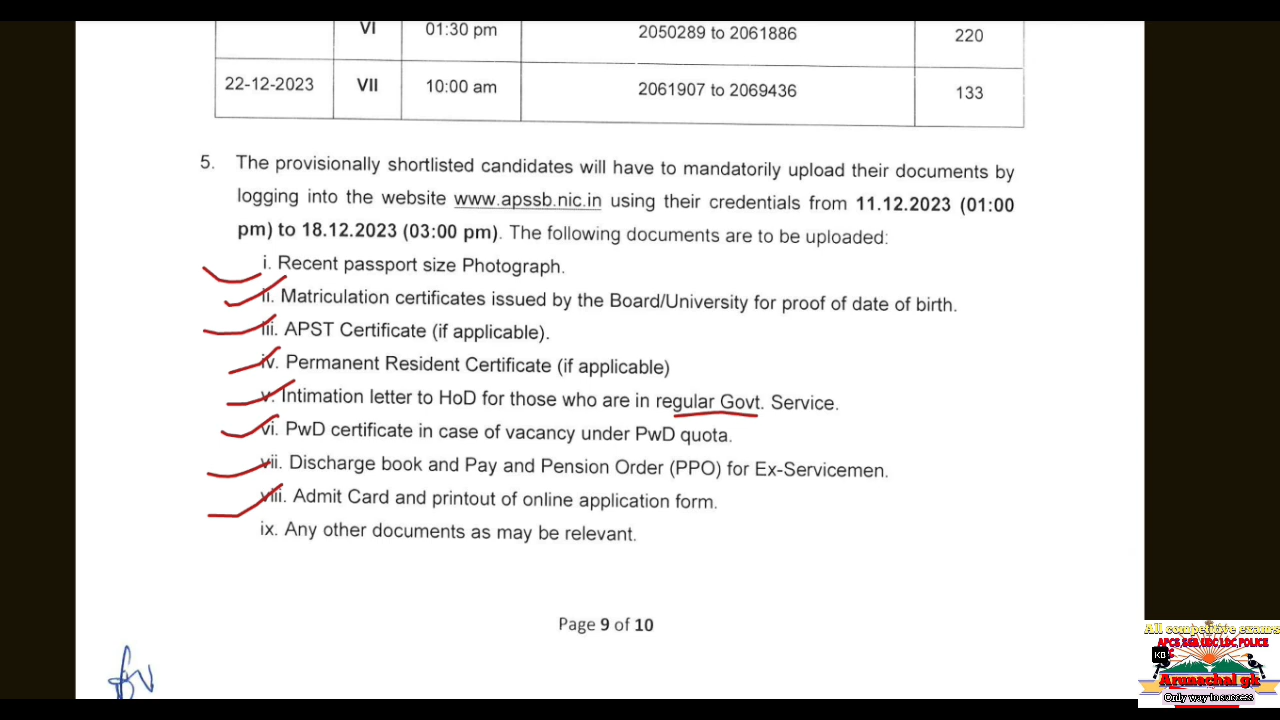 VI 01:30 pm 2050289 to 2061886 220
22-12-2023 VII 10:00 am 2061907 to 2069436 133
5. The provisionally shortlisted candidates will have to mandatorily upload their documents by
logging into the website www.apssb.nic.in using their credentials from 11.12.2023 (01:00
pm) to 18.12.2023 (03:00 pm). The following documents are to be uploaded:
i. Recent passport size Photograph.
ii. Matriculation certificates issued by the Board/University for proof of date of birth.
iii. APST Certificate (if applicable).
iv. Permanent Resident Certificate (if applicable)
v. Intimation letter to HoD for those who are in regular Govt. Service.
vi. PwD certificate in case of vacancy under PwD quota.
vii. Discharge book and Pay and Pension Order (PPO) for Ex-Servicemen.
viii. Admit Card and printout of online application form.
ix. Any other documents as may be relevant.
Page 9 of 10
All competitive exams
APCS SSB UDC LDC POLICE
Arunachal gk
Only way to success